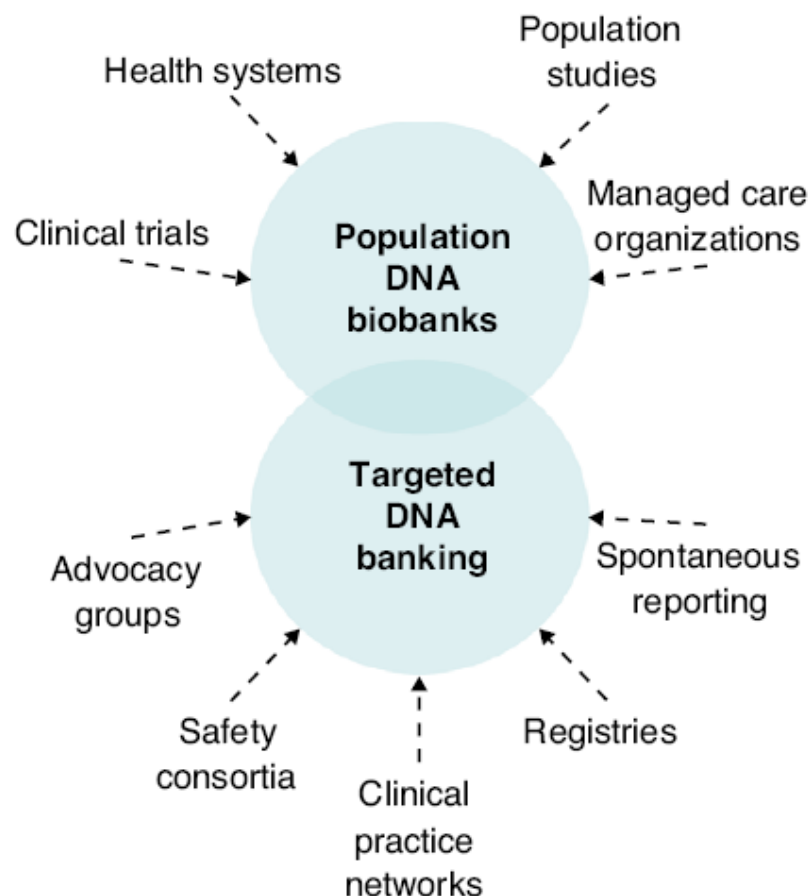 Population
studies
Health systems
Managed care
organizations
Clinical trials
Population
DNA
biobanks
Targeted
DNA
banking
Advocacy
groups
Spontaneous
reporting
Safety
consortia
Registries
Clinical
practice
networks